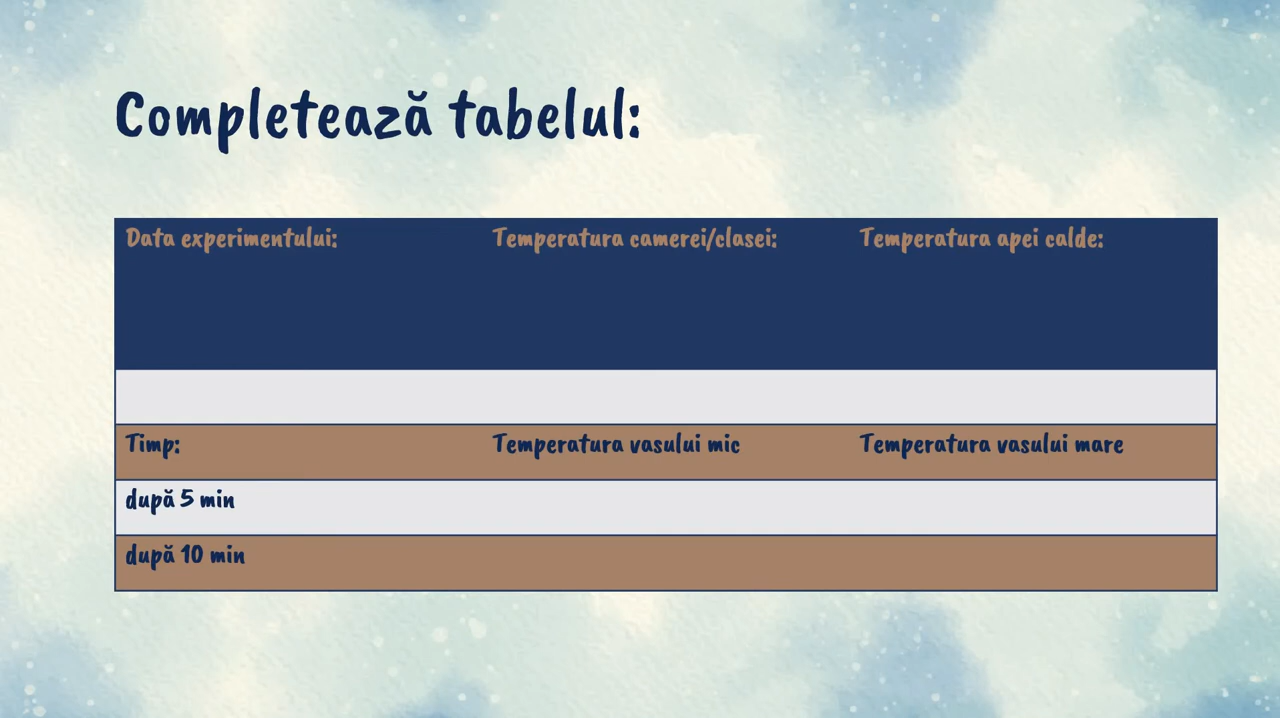 Completează tabelul:
Data experimentului: Temperatura camerei/clasei: Temperatura apei calde:
Timp: Temperatura vasului mic Temperatura vasului mare
după 5 min
după 10 min